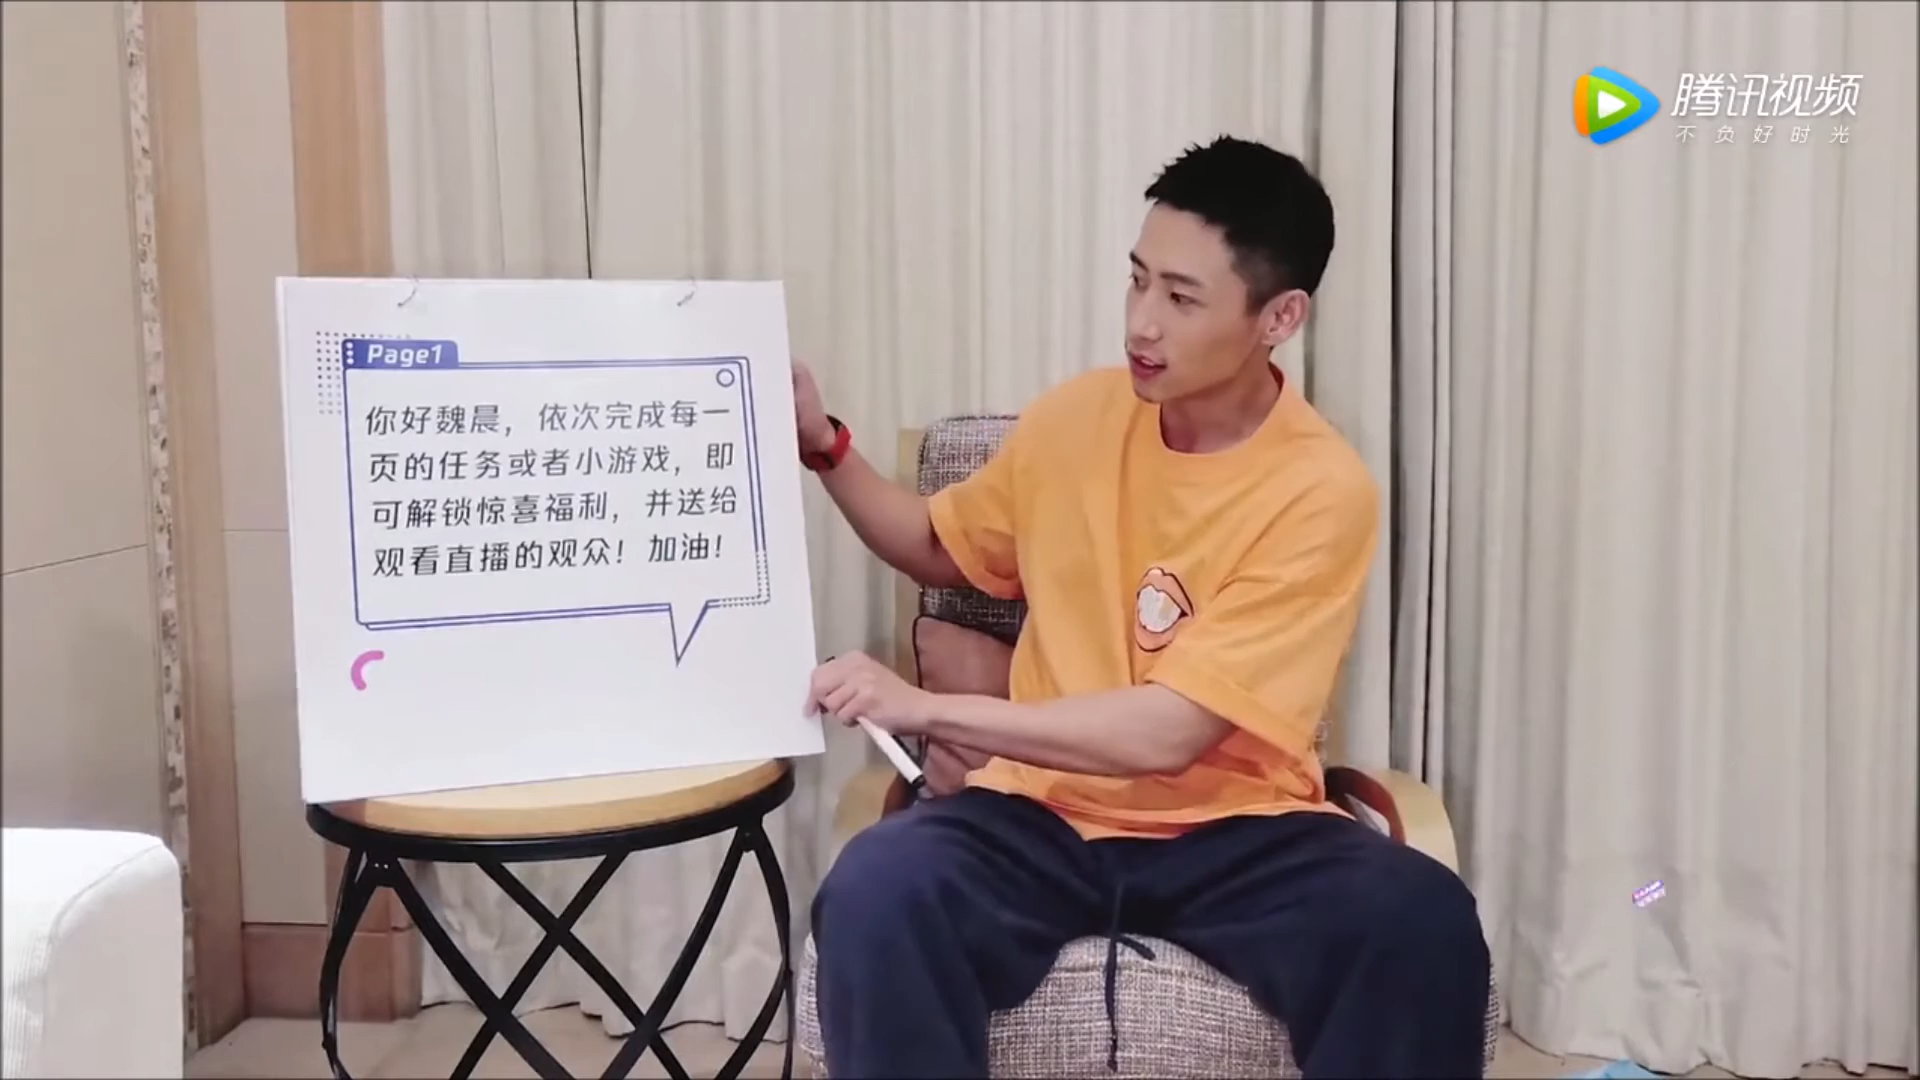 腾讯视频
不负好时光
Page1
你好魏晨，依次完成每一
页的任务或者小游戏，即
可解锁惊喜福利，并送给
观看直播的观众！加油！